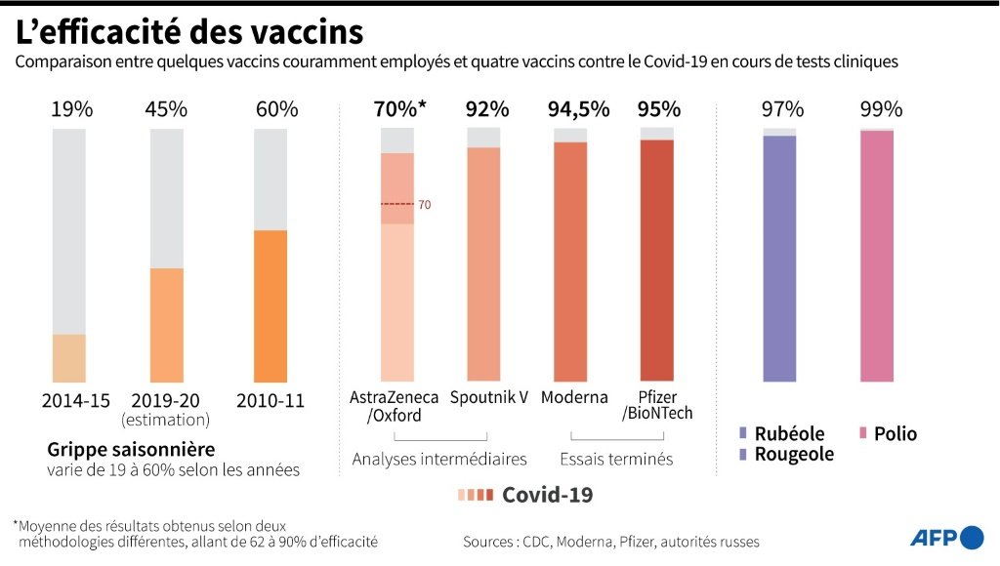 L’efficacité des vaccins
Comparaison entre quelques vaccins couramment employés et quatre vaccins contre le Covid-19 en cours de tests cliniques
19% 45% 60% 70%* 92% 94,5% 95% 97% 99%
70
2014-15 2019-20 2010-11
(estimation)
Grippe saisonnière
varie de 19 à 60% selon les années
AstraZeneca Spoutnik V Moderna Pfizer
/Oxford /BioNTech
Analyses intermédiaires Essais terminés
Covid-19
Rubéole Polio
Rougeole
*Moyenne des résultats obtenus selon deux
méthodologies différentes, allant de 62 à 90% d’efficacité
Sources : CDC, Moderna, Pfizer, autorités russes
AFP